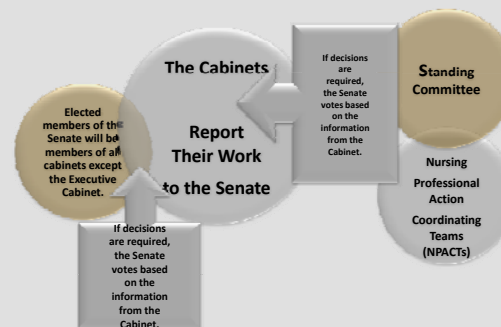 The Cabinets
Report
Their Work
to the Senate
Elected
members of the
Senate will be
members of all
cabinets except
the Executive
Cabinet.
If decisions
are
required,
the Senate
votes based
on the
information
from the
Cabinet.
Standing
Committee
Nursing
Professional
Action
Coordinating
Teams
(NPACTs)
If decisions
are required,
the Senate
votes based
on the
information
from the
Cabinet.